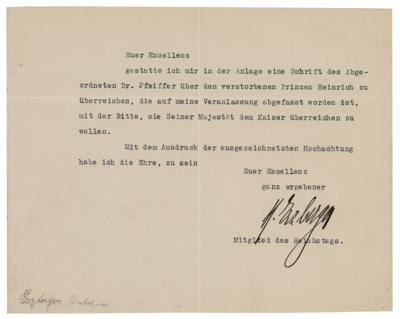 Euer Excellenz
gestatte ich mir in der Anlage eine Schrift des Abge-
ordneten Dr. Pfeiffer über den verstorbenen Prinzen Heinrich zu
überreichen, die auf meine Veranlassung abgefasst worden ist,
mit der Bitte, sie Seiner Majestät dem Kaiser überreichen zu
wollen.
Mit dem Ausdruck der ausgezeichnetsten Hochachtung
habe ich die Ehre, zu sein
Euer Excellenz
ganz ergebener
M. Erzberger
Mitglied des Reichstags.
Erzberger,